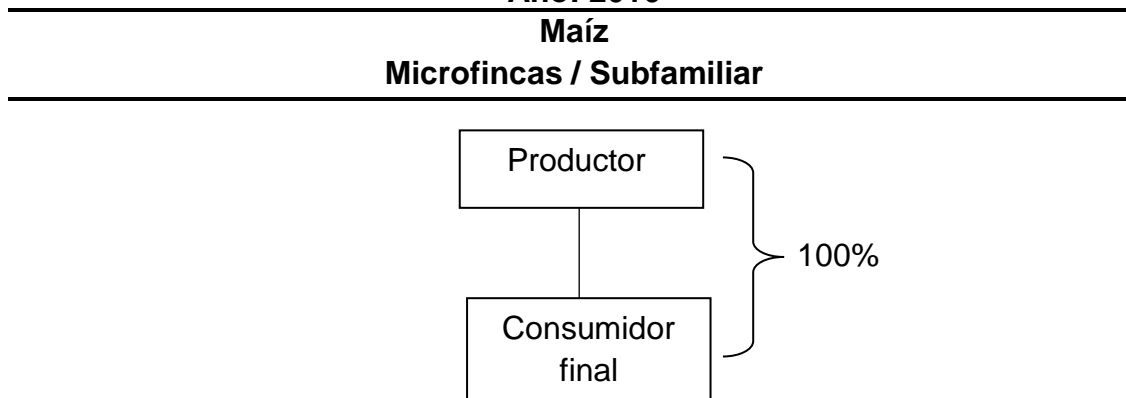 Maíz
Microfincas / Subfamiliar
Productor
100%
Consumidor
final